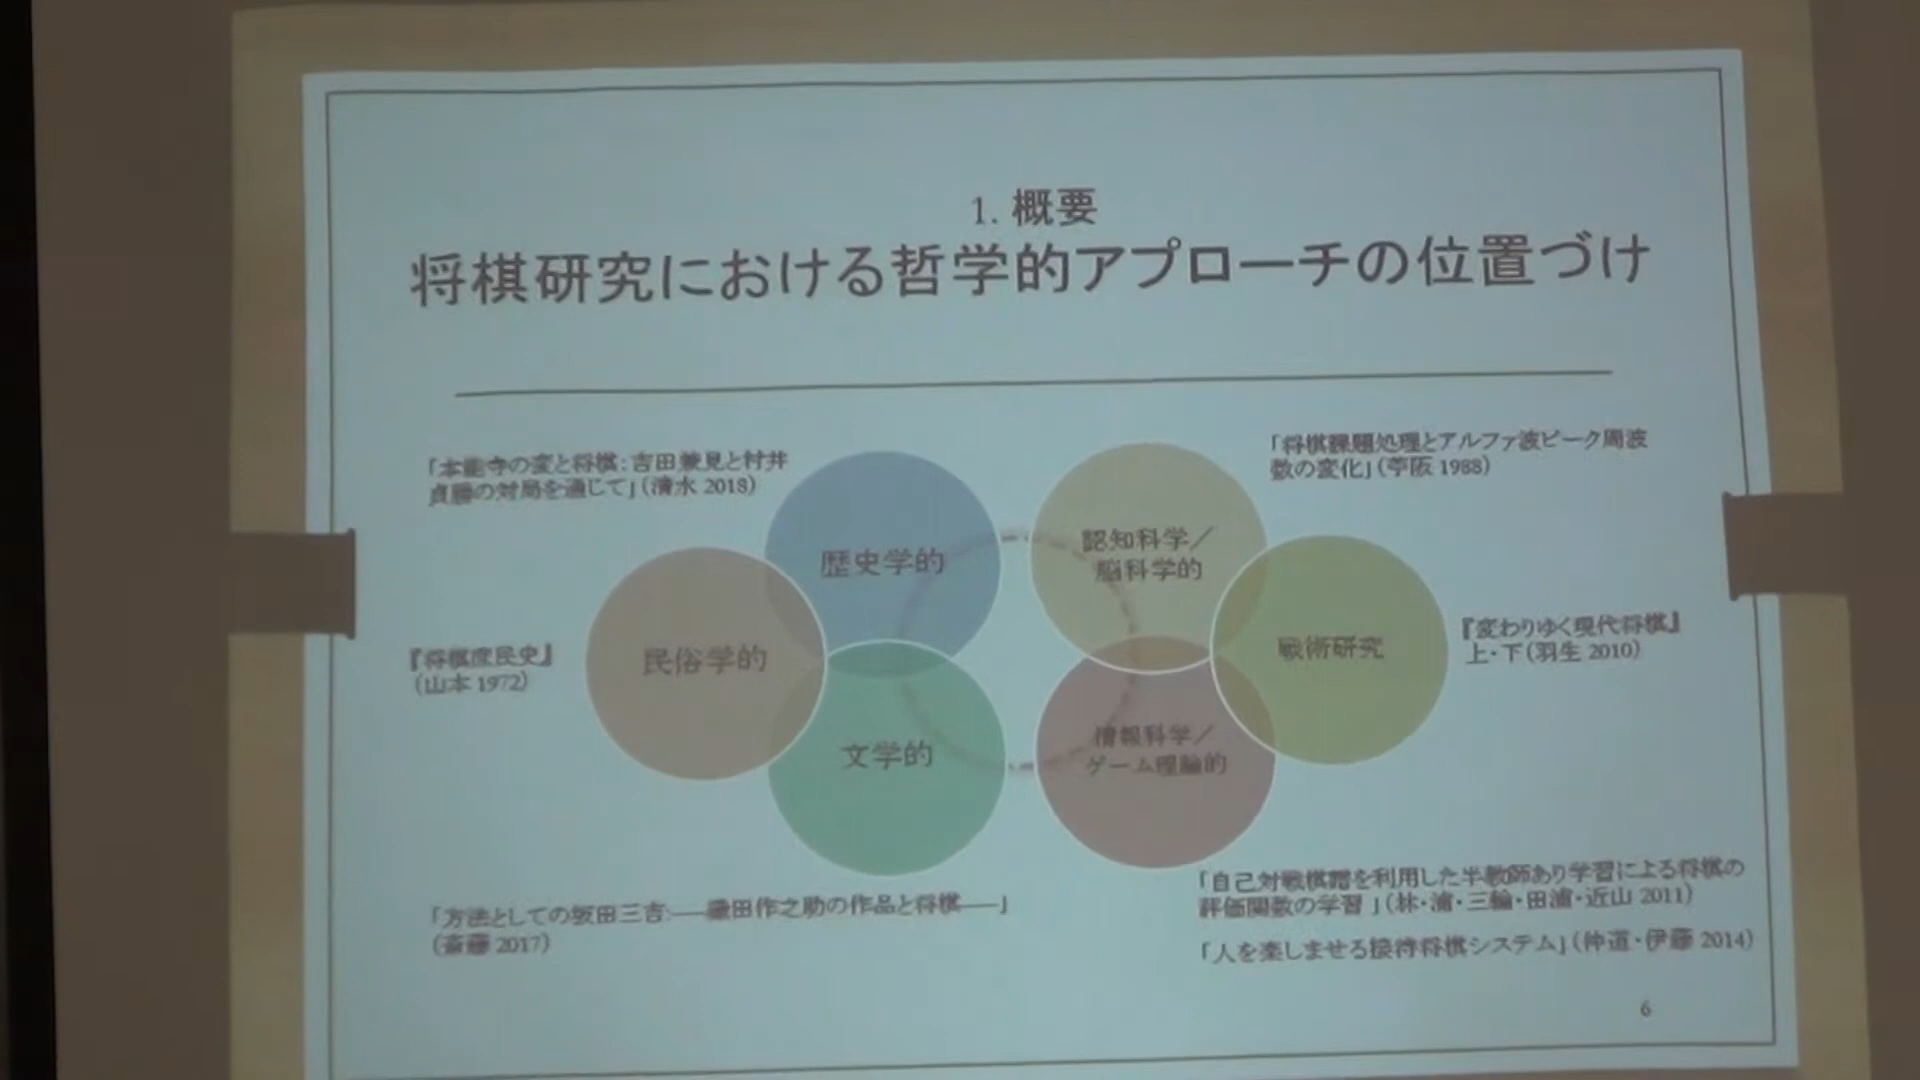 1. 概要
将棋研究における哲学的アプローチの位置づけ
「本能寺の変と将棋：吉田兼見と村井
貞勝の対局を通じて」（清水 2018）
「将棋課題処理とアルファ波ピーク周波
数の変化」（苧阪 1988）
歴史学的
認知科学／
脳科学的
民俗学的
戦術研究
『将棋庶民史』
（山本 1972）
『変わりゆく現代将棋』
上・下（羽生 2010）
文学的
情報科学／
ゲーム理論的
「方法としての坂田三吉：――織田作之助の作品と将棋――」
（斎藤 2017）
「自己対戦棋譜を利用した半教師あり学習による将棋の
評価関数の学習 」（林・浦・三輪・田浦・近山 2011）
「人を楽しませる接待将棋システム」（仲道・伊藤 2014）
6